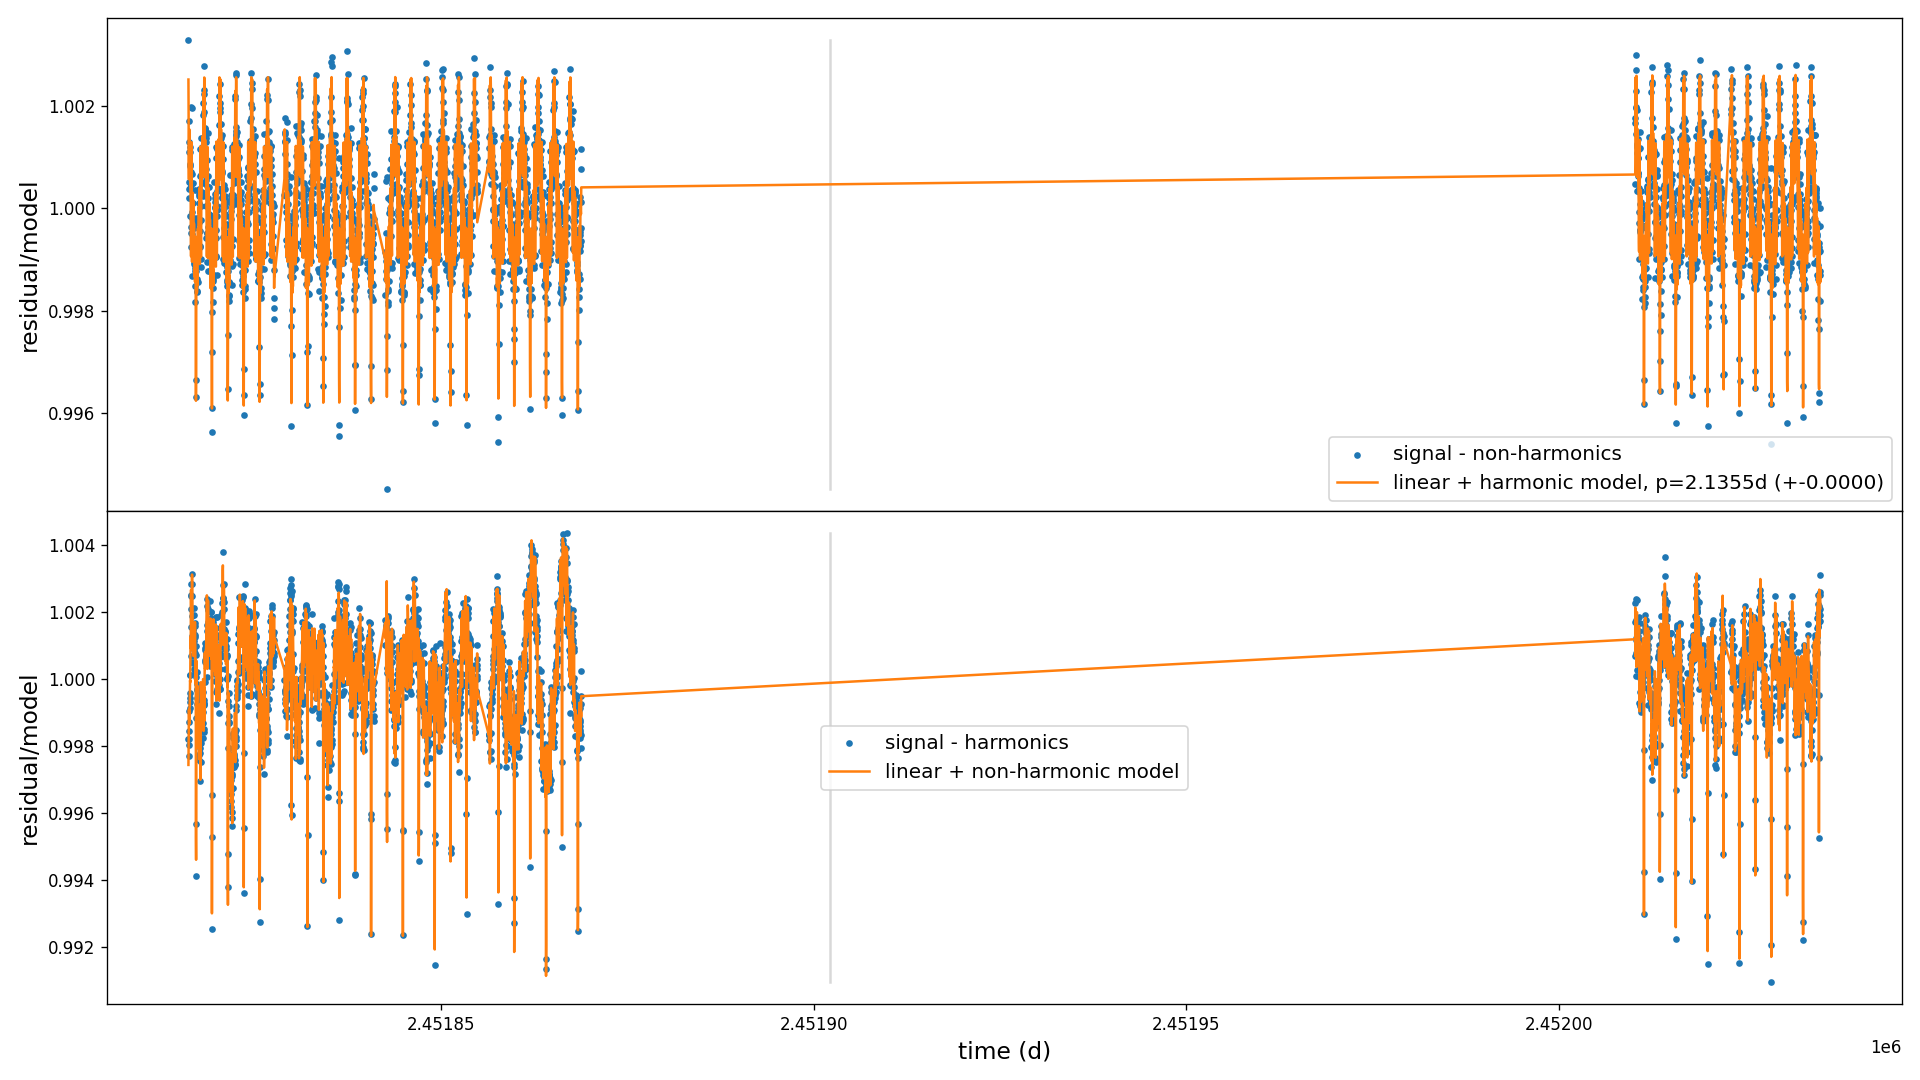 1.002
1.000
0.998
0.996
residual/model
signal - non-harmonics
linear + harmonic model, p=2.1355d (+-0.0000)
1.004
1.002
1.000
0.998
0.996
0.994
0.992
residual/model
signal - harmonics
linear + non-harmonic model
2.45185
2.45190
2.45195
2.45200
1e6
time (d)